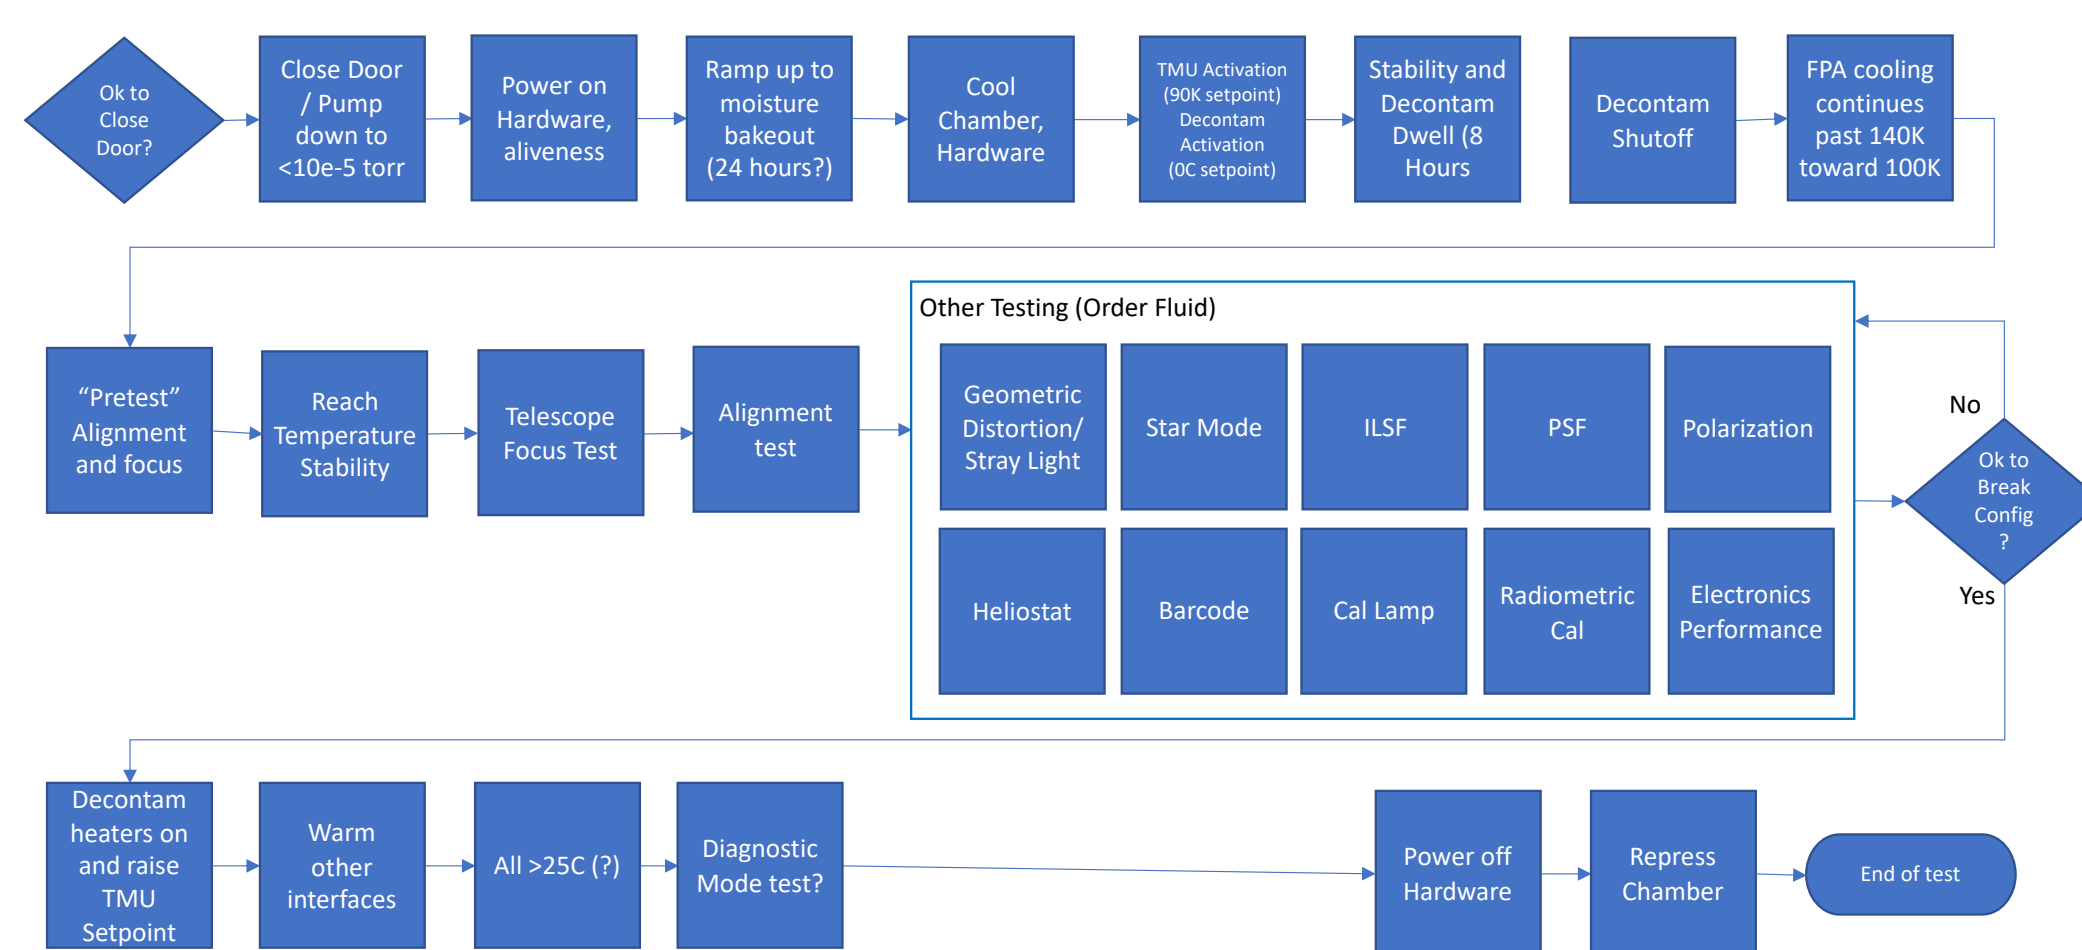 Ok to
Close
Door?
Close Door
/ Pump
down to
<10e-5 torr
Power on
Hardware,
aliveness
Ramp up to
moisture
bakeout
(24 hours?)
Cool
Chamber,
Hardware
TMU Activation
(90K setpoint)
Decontam
Activation
(0C setpoint)
Stability and
Decontam
Dwell (8
Hours
Decontam
Shutoff
FPA cooling
continues
past 140K
toward 100K
“Pretest”
Alignment
and focus
Reach
Temperature
Stability
Telescope
Focus Test
Alignment
test
Other Testing (Order Fluid)
Geometric
Distortion/
Stray Light
Star Mode
ILSF
PSF
Polarization
Heliostat
Barcode
Cal Lamp
Radiometric
Cal
Electronics
Performance
No
Ok to
Break
Config
?
Yes
Decontam
heaters on
and raise
TMU
Setpoint
Warm
other
interfaces
All >25C (?)
Diagnostic
Mode test?
Power off
Hardware
Repress
Chamber
End of test